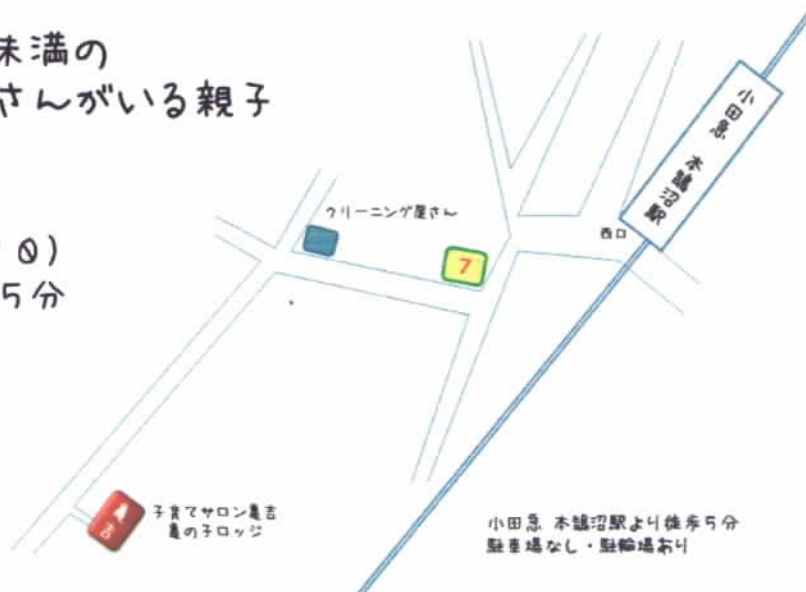 未満の
さんがいる親子
0)
5分
小田急 本鵠沼駅
西口
クリーニング屋さん
7
吉
子育てサロン亀吉
亀の子ロッジ
小田急 本鵠沼駅より徒歩5分
駐車場なし・駐輪場あり